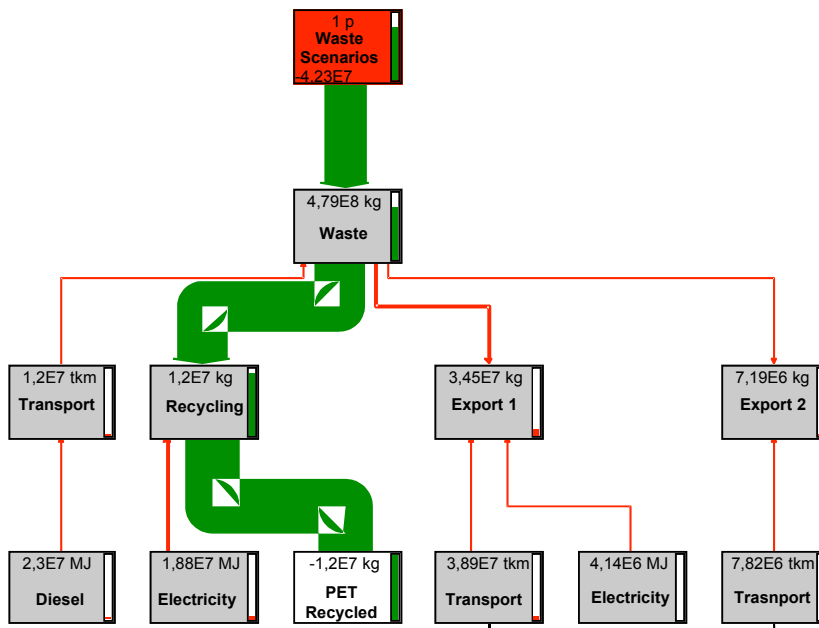 1 p
Waste
Scenarios
-4,23E7
4,79E8 kg
Waste
1,2E7 tkm
Transport
1,2E7 kg
Recycling
3,45E7 kg
Export 1
7,19E6 kg
Export 2
2,3E7 MJ
Diesel
1,88E7 MJ
Electricity
-1,2E7 kg
PET
Recycled
3,89E7 tkm
Transport
4,14E6 MJ
Electricity
7,82E6 tkm
Trasnport